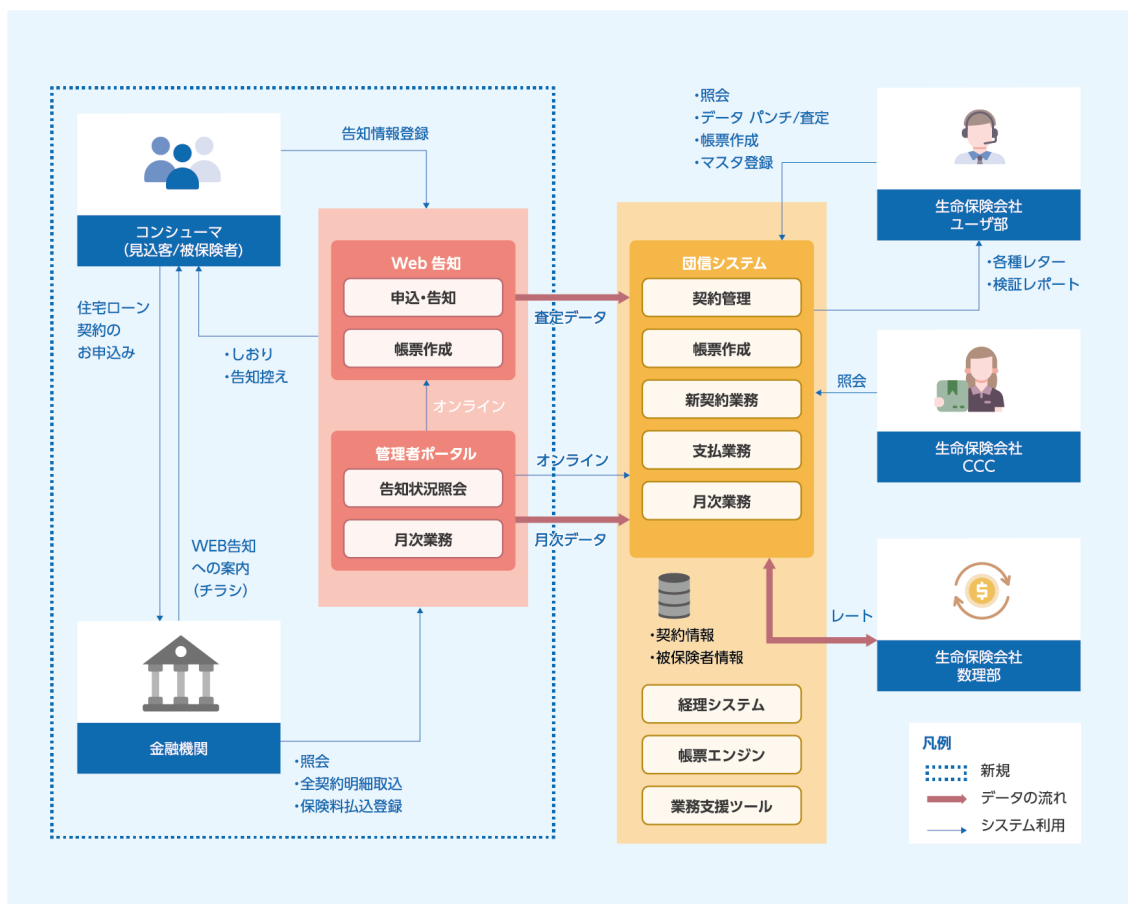 告知情報登録
コンシューマ
(見込客/被保険者)
住宅ローン
契約の
お申込み
・しおり
・告知控え
WEB告知
への案内
(チラシ)
金融機関
・照会
・全契約明細取込
・保険料払込登録
Web 告知
申込・告知
帳票作成
オンライン
管理者ポータル
告知状況照会
月次業務
査定データ
オンライン
月次データ
・照会
・データ パンチ/査定
・帳票作成
・マスタ登録
団信システム
契約管理
帳票作成
新契約業務
支払業務
月次業務
・契約情報
・被保険者情報
経理システム
帳票エンジン
業務支援ツール
生命保険会社
ユーザ部
・各種レター
・検証レポート
照会
生命保険会社
CCC
レート
生命保険会社
数理部
凡例
新規
データの流れ
システム利用